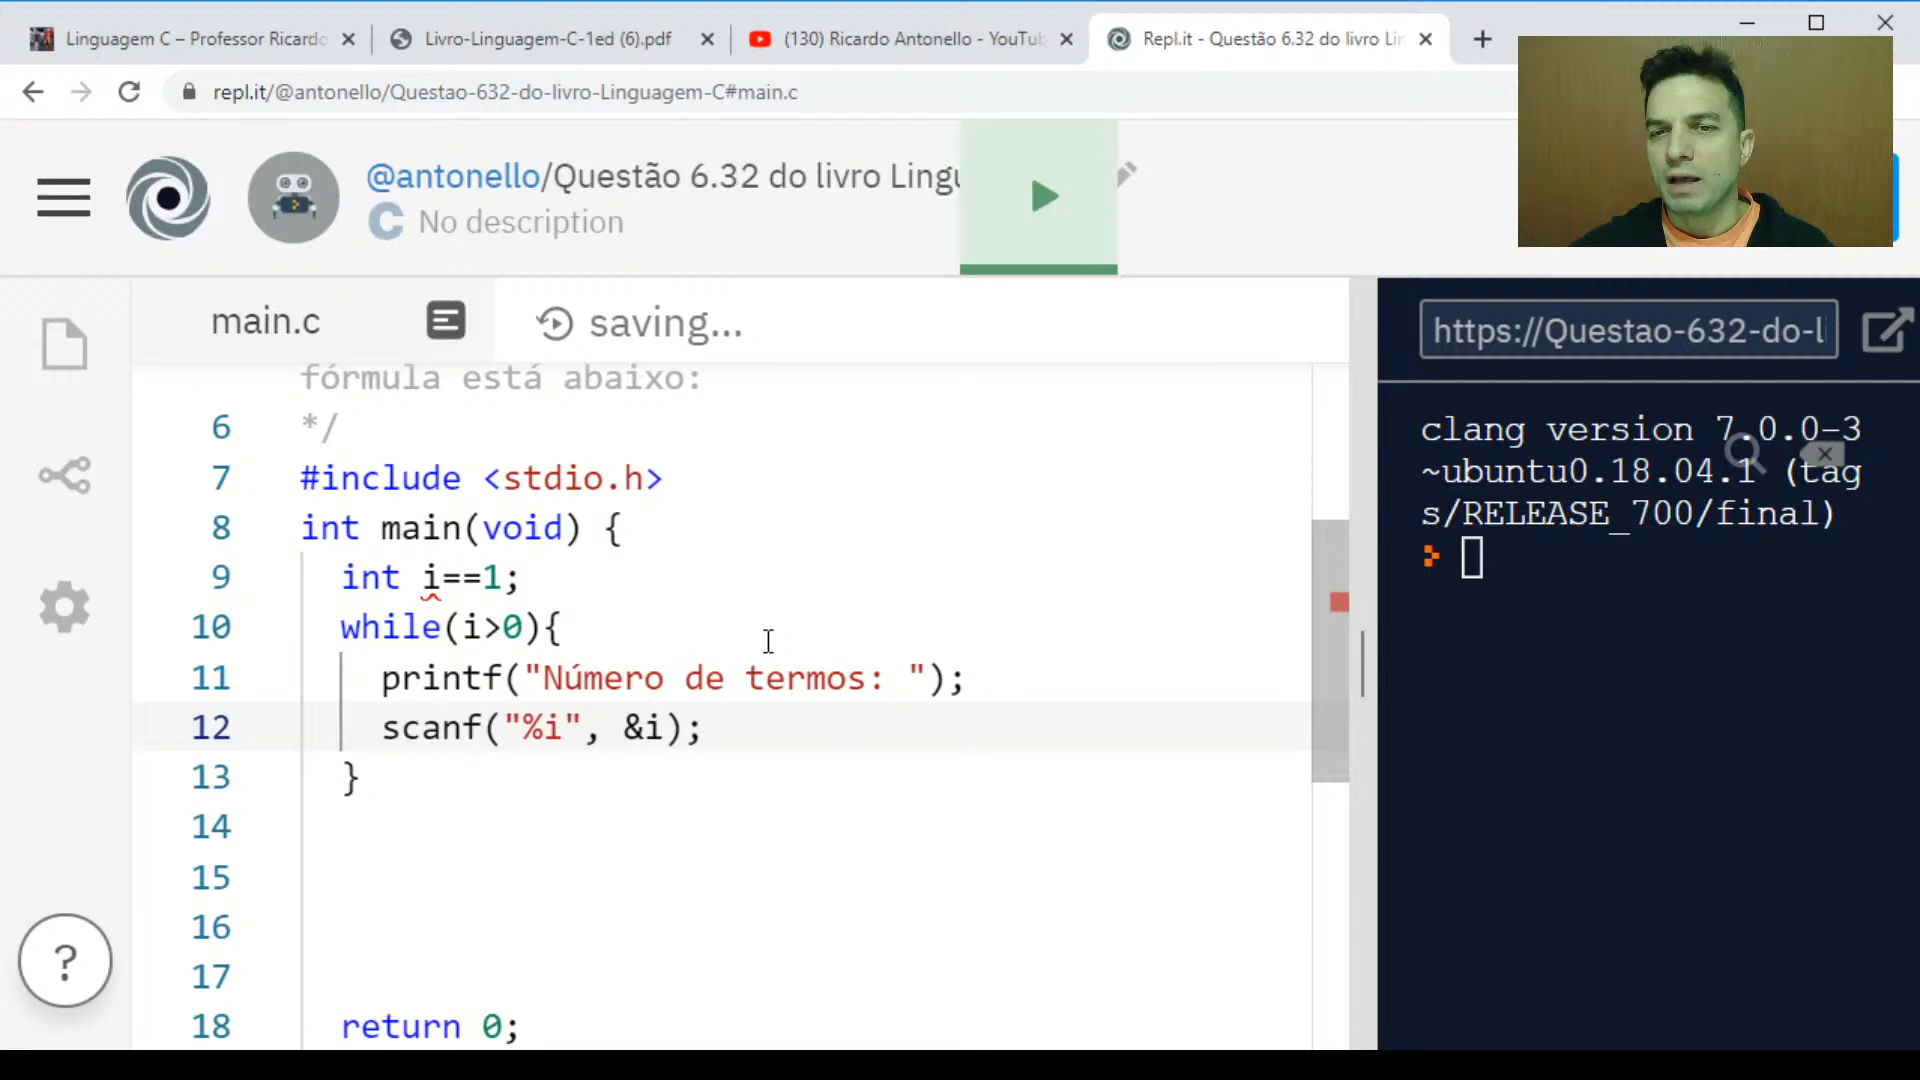 Linguagem C – Professor Ricardo
Livro-Linguagem-C-1ed (6).pdf
(130) Ricardo Antonello - YouTub
Repl.it - Questão 6.32 do livro Lin
repl.it/@antonello/Questao-632-do-livro-Linguagem-C#main.c
@antonello/Questão 6.32 do livro Lingu
C No description
main.c
saving...
https://Questao-632-do-li
fórmula está abaixo:
6 */
7 #include <stdio.h>
8 int main(void) {
9 int i==1;
10 while(i>0){
11 printf("Número de termos: ");
12 scanf("%i", &i);
13 }
14
15
16
17
18 return 0;
?
clang version 7.0.0-3
~ubuntu0.18.04.1 (tag
s/RELEASE_700/final)